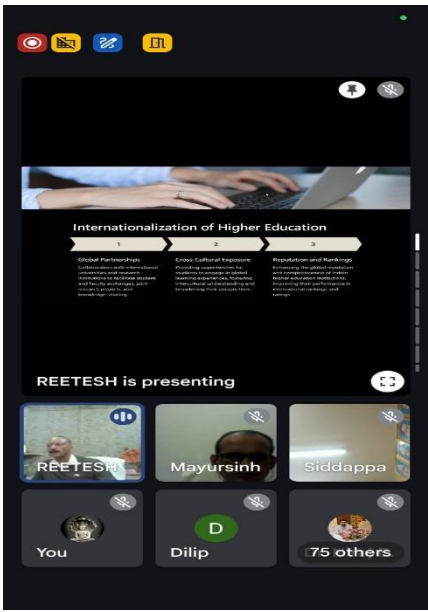 Internationalization of Higher Education
1
2
3
Global Partnerships
Collaboration with international
universities and research
institutions to facilitate student
and faculty exchanges, joint
research projects, and
knowledge-sharing.
Cross-Cultural Exposure
Providing opportunities for
students to engage in global
learning experiences, fostering
intercultural understanding and
broadening their perspectives.
Reputation and Rankings
Enhancing the global reputation
and competitiveness of Indian
higher education institutions,
improving their performance in
international rankings and
ratings.
REETESH is presenting
REETESH
Mayursinh
Siddappa
You
D
Dilip
75 others